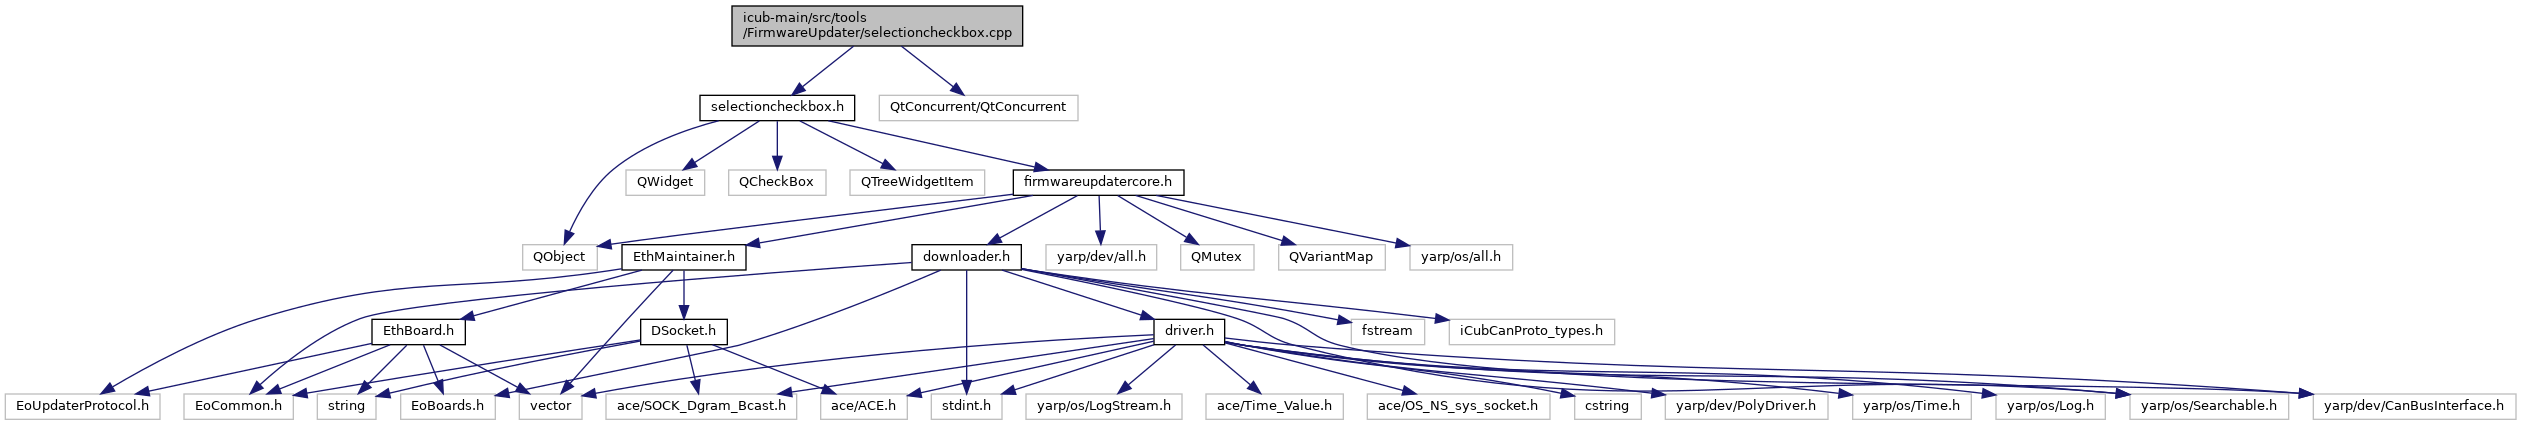 icub-main/src/tools
/FirmwareUpdater/selectioncheckbox.cpp
selectioncheckbox.h
QtConcurrent/QtConcurrent
QWidget
QCheckBox
QTreeWidgetItem
firmwareupdatercore.h
QObject
EthMaintainer.h
downloader.h
yarp/dev/all.h
QMutex
QVariantMap
yarp/os/all.h
EthBoard.h
DSocket.h
driver.h
fstream
iCubCanProto_types.h
EoUpdaterProtocol.h
EoCommon.h
string
EoBoards.h
vector
ace/SOCK_Dgram_Bcast.h
ace/ACE.h
stdint.h
yarp/os/LogStream.h
ace/Time_Value.h
ace/OS_NS_sys_socket.h
cstring
yarp/dev/PolyDriver.h
yarp/os/Time.h
yarp/os/Log.h
yarp/os/Searchable.h
yarp/dev/CanBusInterface.h